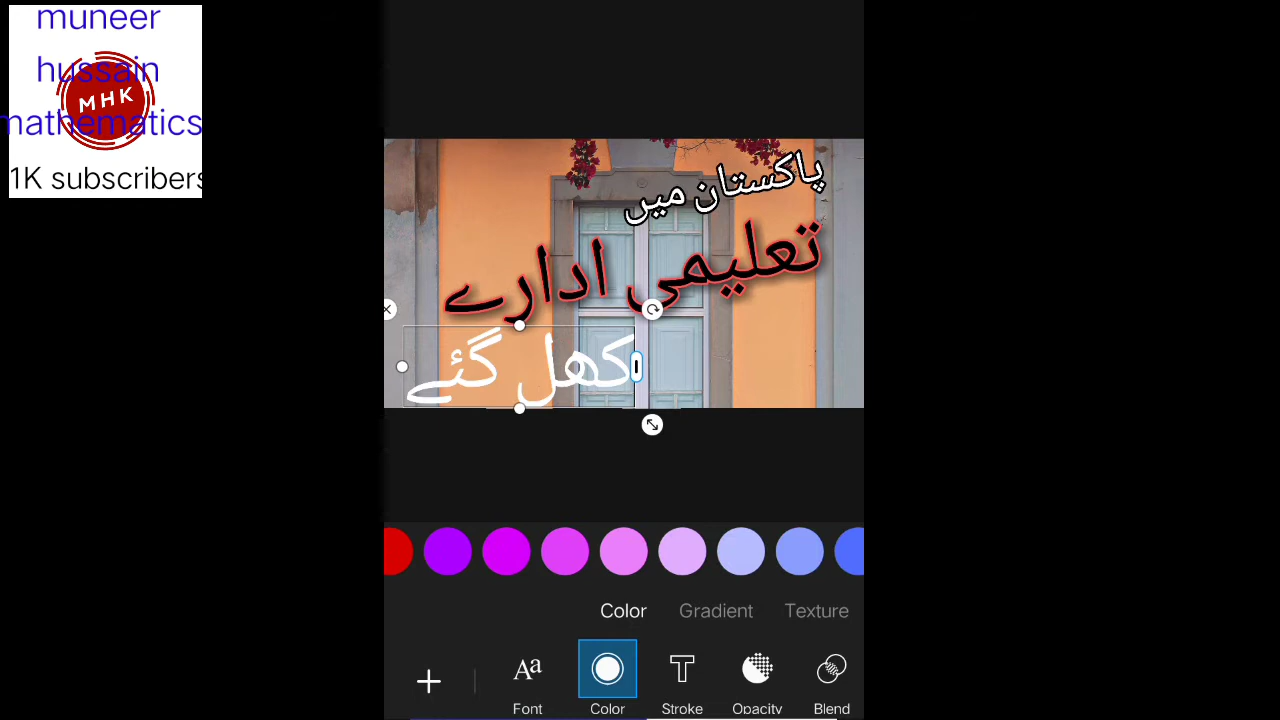 muneer
hussain
MHK
mathematics
1K subscribers
پاکستان میں
تعلیمی ادارے
کھل گئے
Color
Gradient
Texture
Aa
T
Font
Color
Stroke
Opacity
Blend